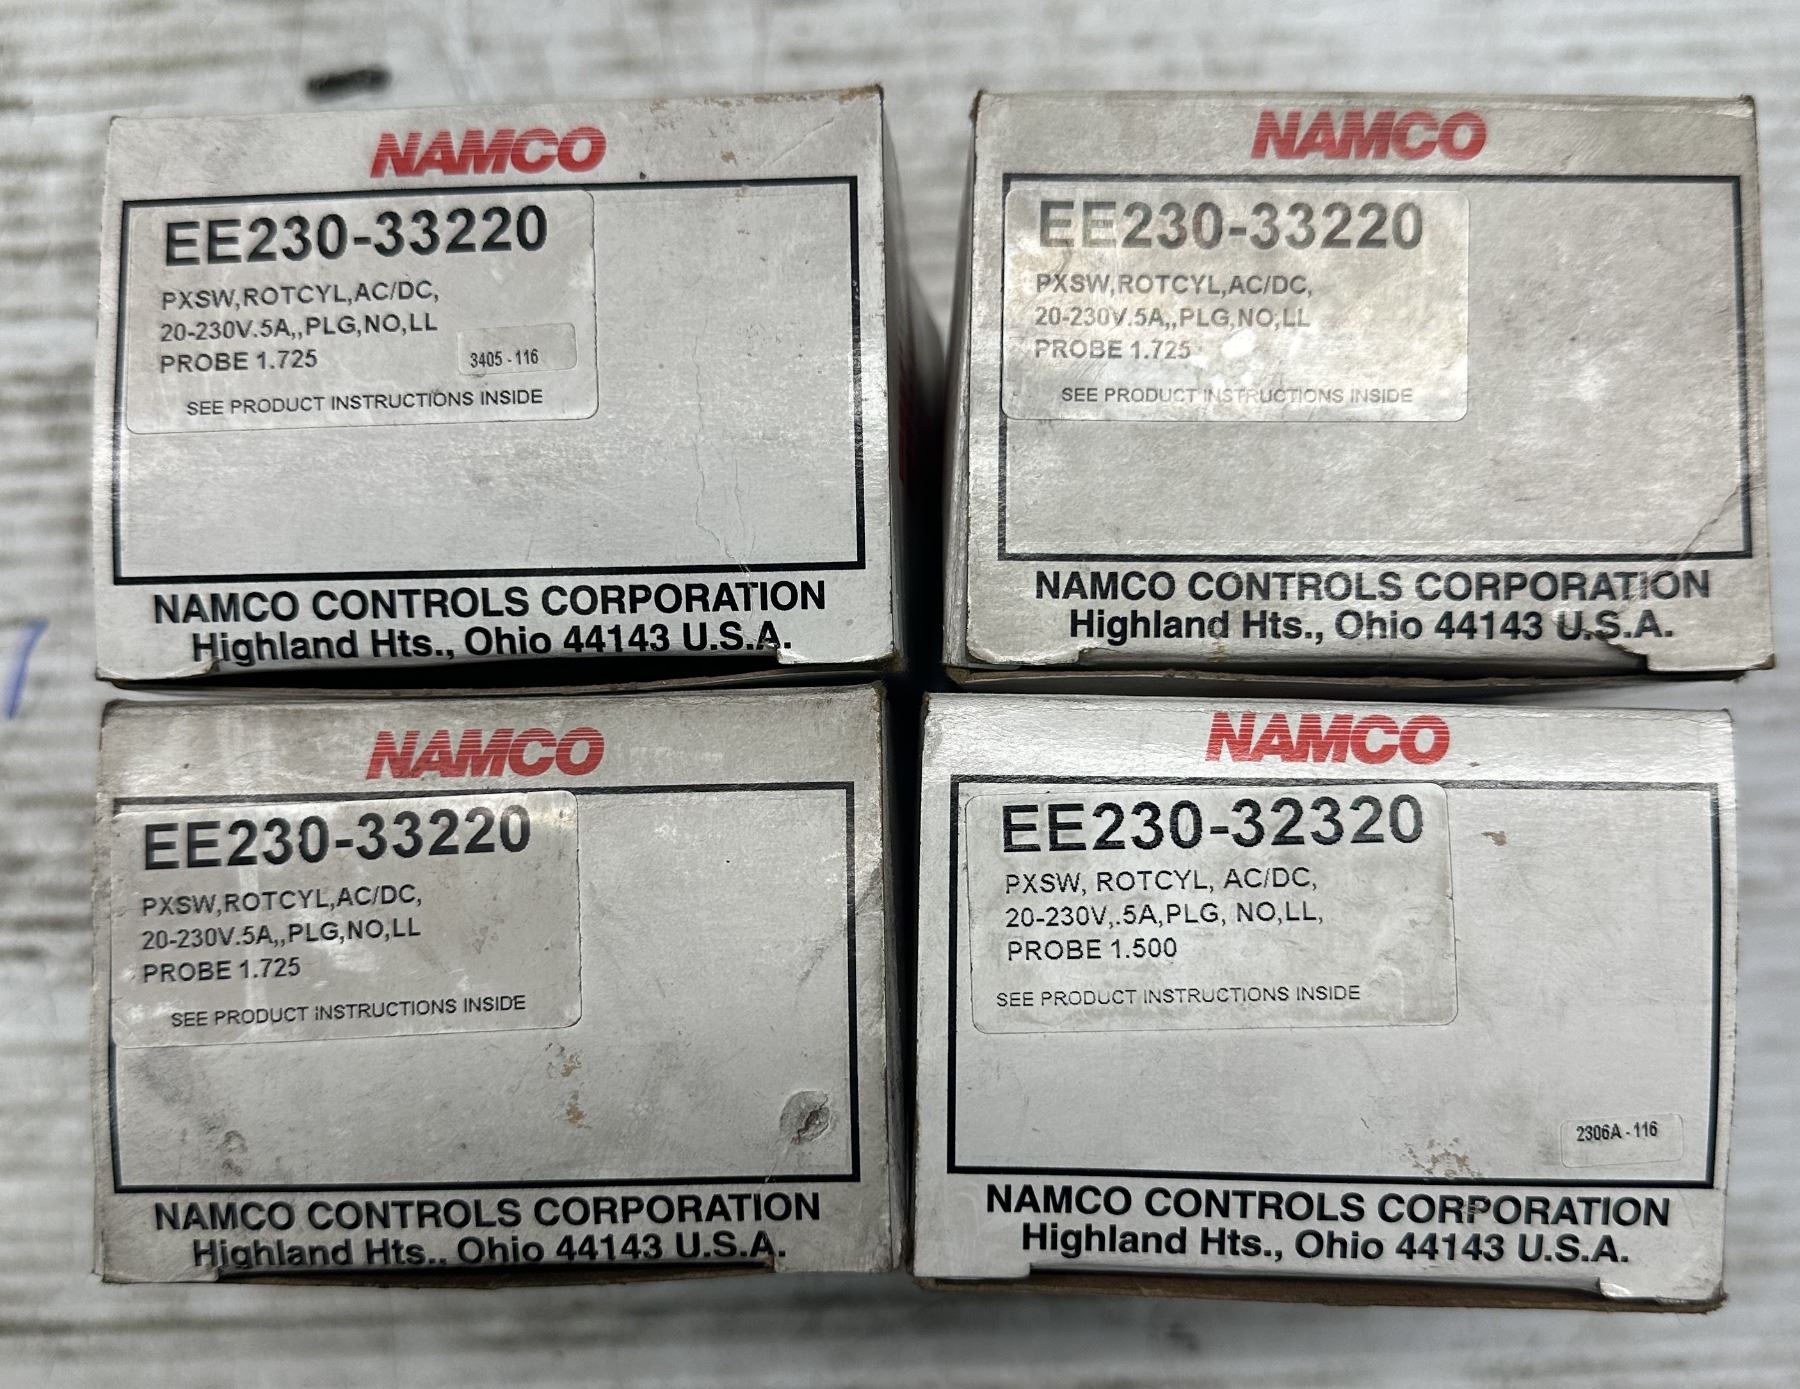 NAMCO
EE230-33220
PXSW,ROTCYL,AC/DC,
20-230V.5A,,PLG,NO,LL
PROBE 1.725
3405 - 116
SEE PRODUCT INSTRUCTIONS INSIDE
NAMCO CONTROLS CORPORATION
Highland Hts., Ohio 44143 U.S.A.
NAMCO
EE230-33220
PXSW,ROTCYL,AC/DC,
20-230V.5A,,PLG,NO,LL
PROBE 1.725
SEE PRODUCT INSTRUCTIONS INSIDE
NAMCO CONTROLS CORPORATION
Highland Hts., Ohio 44143 U.S.A.
NAMCO
EE230-33220
PXSW,ROTCYL,AC/DC,
20-230V.5A,,PLG,NO,LL
PROBE 1.725
SEE PRODUCT INSTRUCTIONS INSIDE
NAMCO CONTROLS CORPORATION
Highland Hts., Ohio 44143 U.S.A.
NAMCO
EE230-32320
PXSW, ROTCYL, AC/DC,
20-230V,.5A,PLG, NO,LL,
PROBE 1.500
SEE PRODUCT INSTRUCTIONS INSIDE
2306A - 116
NAMCO CONTROLS CORPORATION
Highland Hts., Ohio 44143 U.S.A.